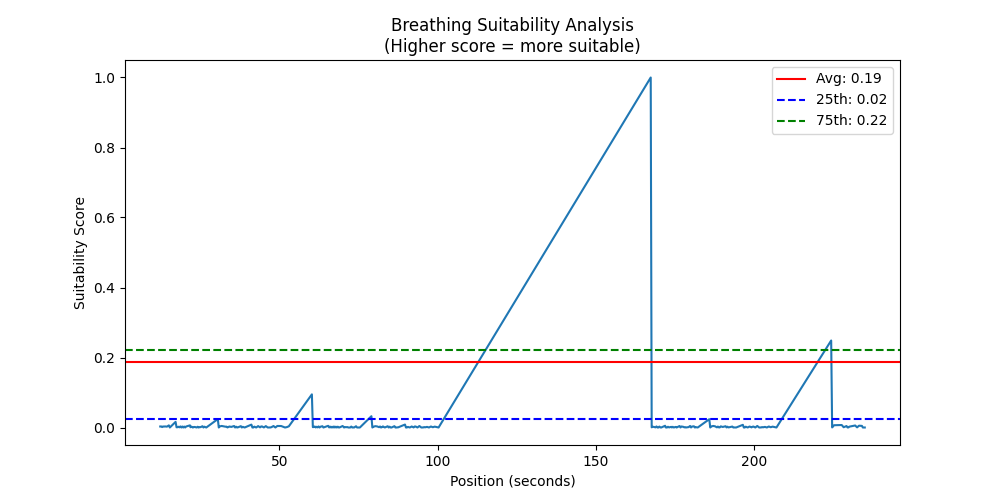 Breathing Suitability Analysis
(Higher score = more suitable)
Avg: 0.19
25th: 0.02
75th: 0.22
Suitability Score
1.0
0.8
0.6
0.4
0.2
0.0
50
100
150
200
Position (seconds)